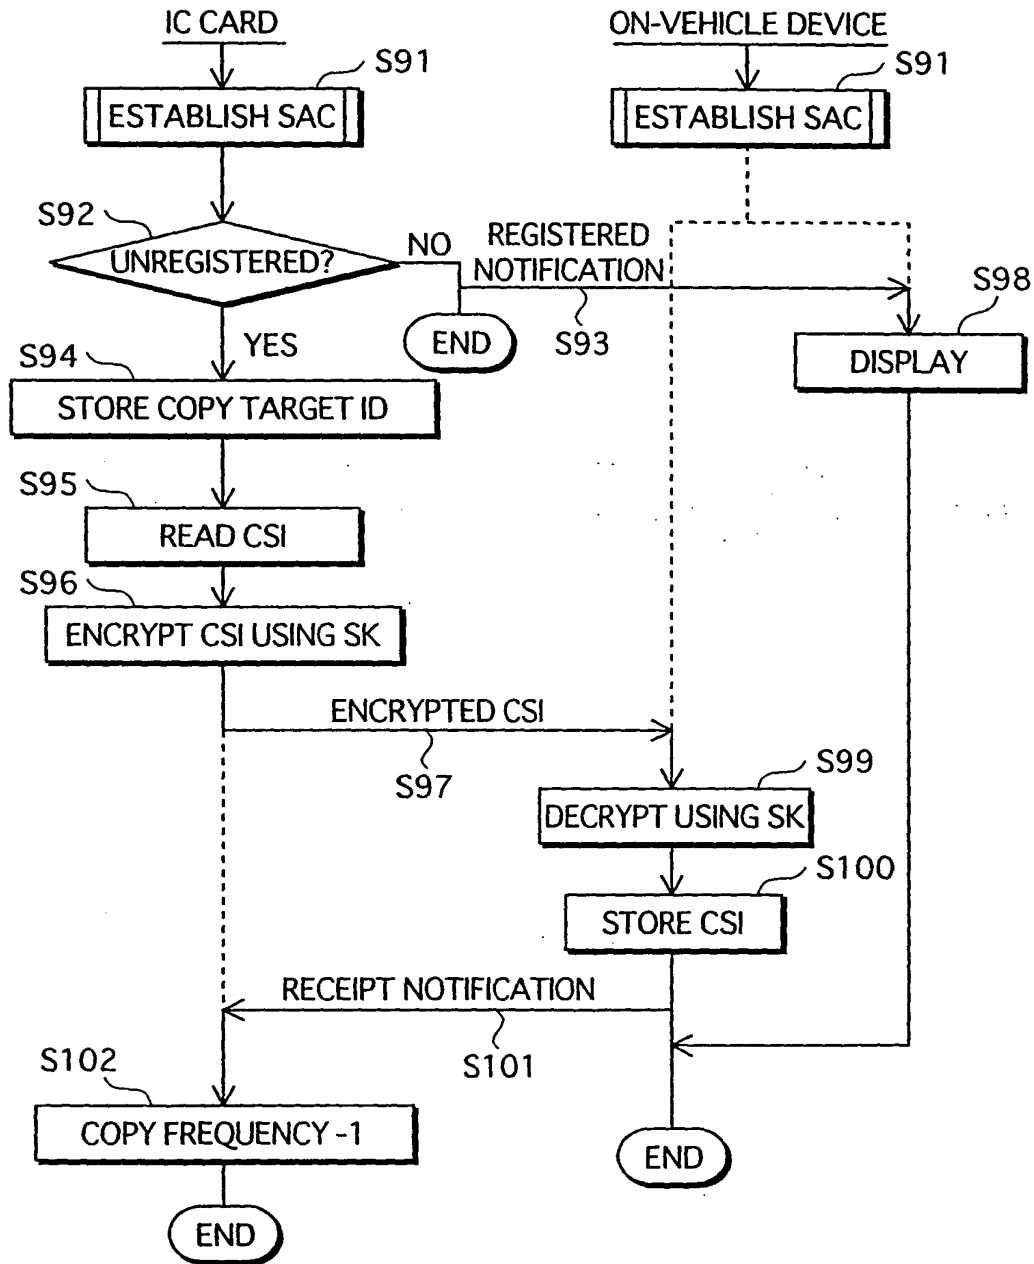 IC CARD
ON-VEHICLE DEVICE
S91
S91
ESTABLISH SAC
ESTABLISH SAC
S92
UNREGISTERED?
NO
REGISTERED
NOTIFICATION
S93
END
S98
DISPLAY
YES
S94
STORE COPY TARGET ID
S95
READ CSI
S96
ENCRYPT CSI USING SK
ENCRYPTED CSI
S97
S99
DECRYPT USING SK
S100
STORE CSI
RECEIPT NOTIFICATION
S101
S102
COPY FREQUENCY -1
END
END